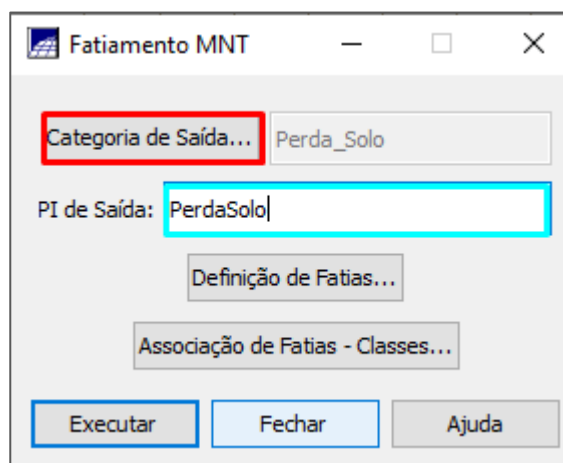 Fatiamento MNT
Categoria de Saída... Perda_Solo
PI de Saída: PerdaSolo
Definição de Fatias...
Associação de Fatias - Classes...
Executar Fechar Ajuda